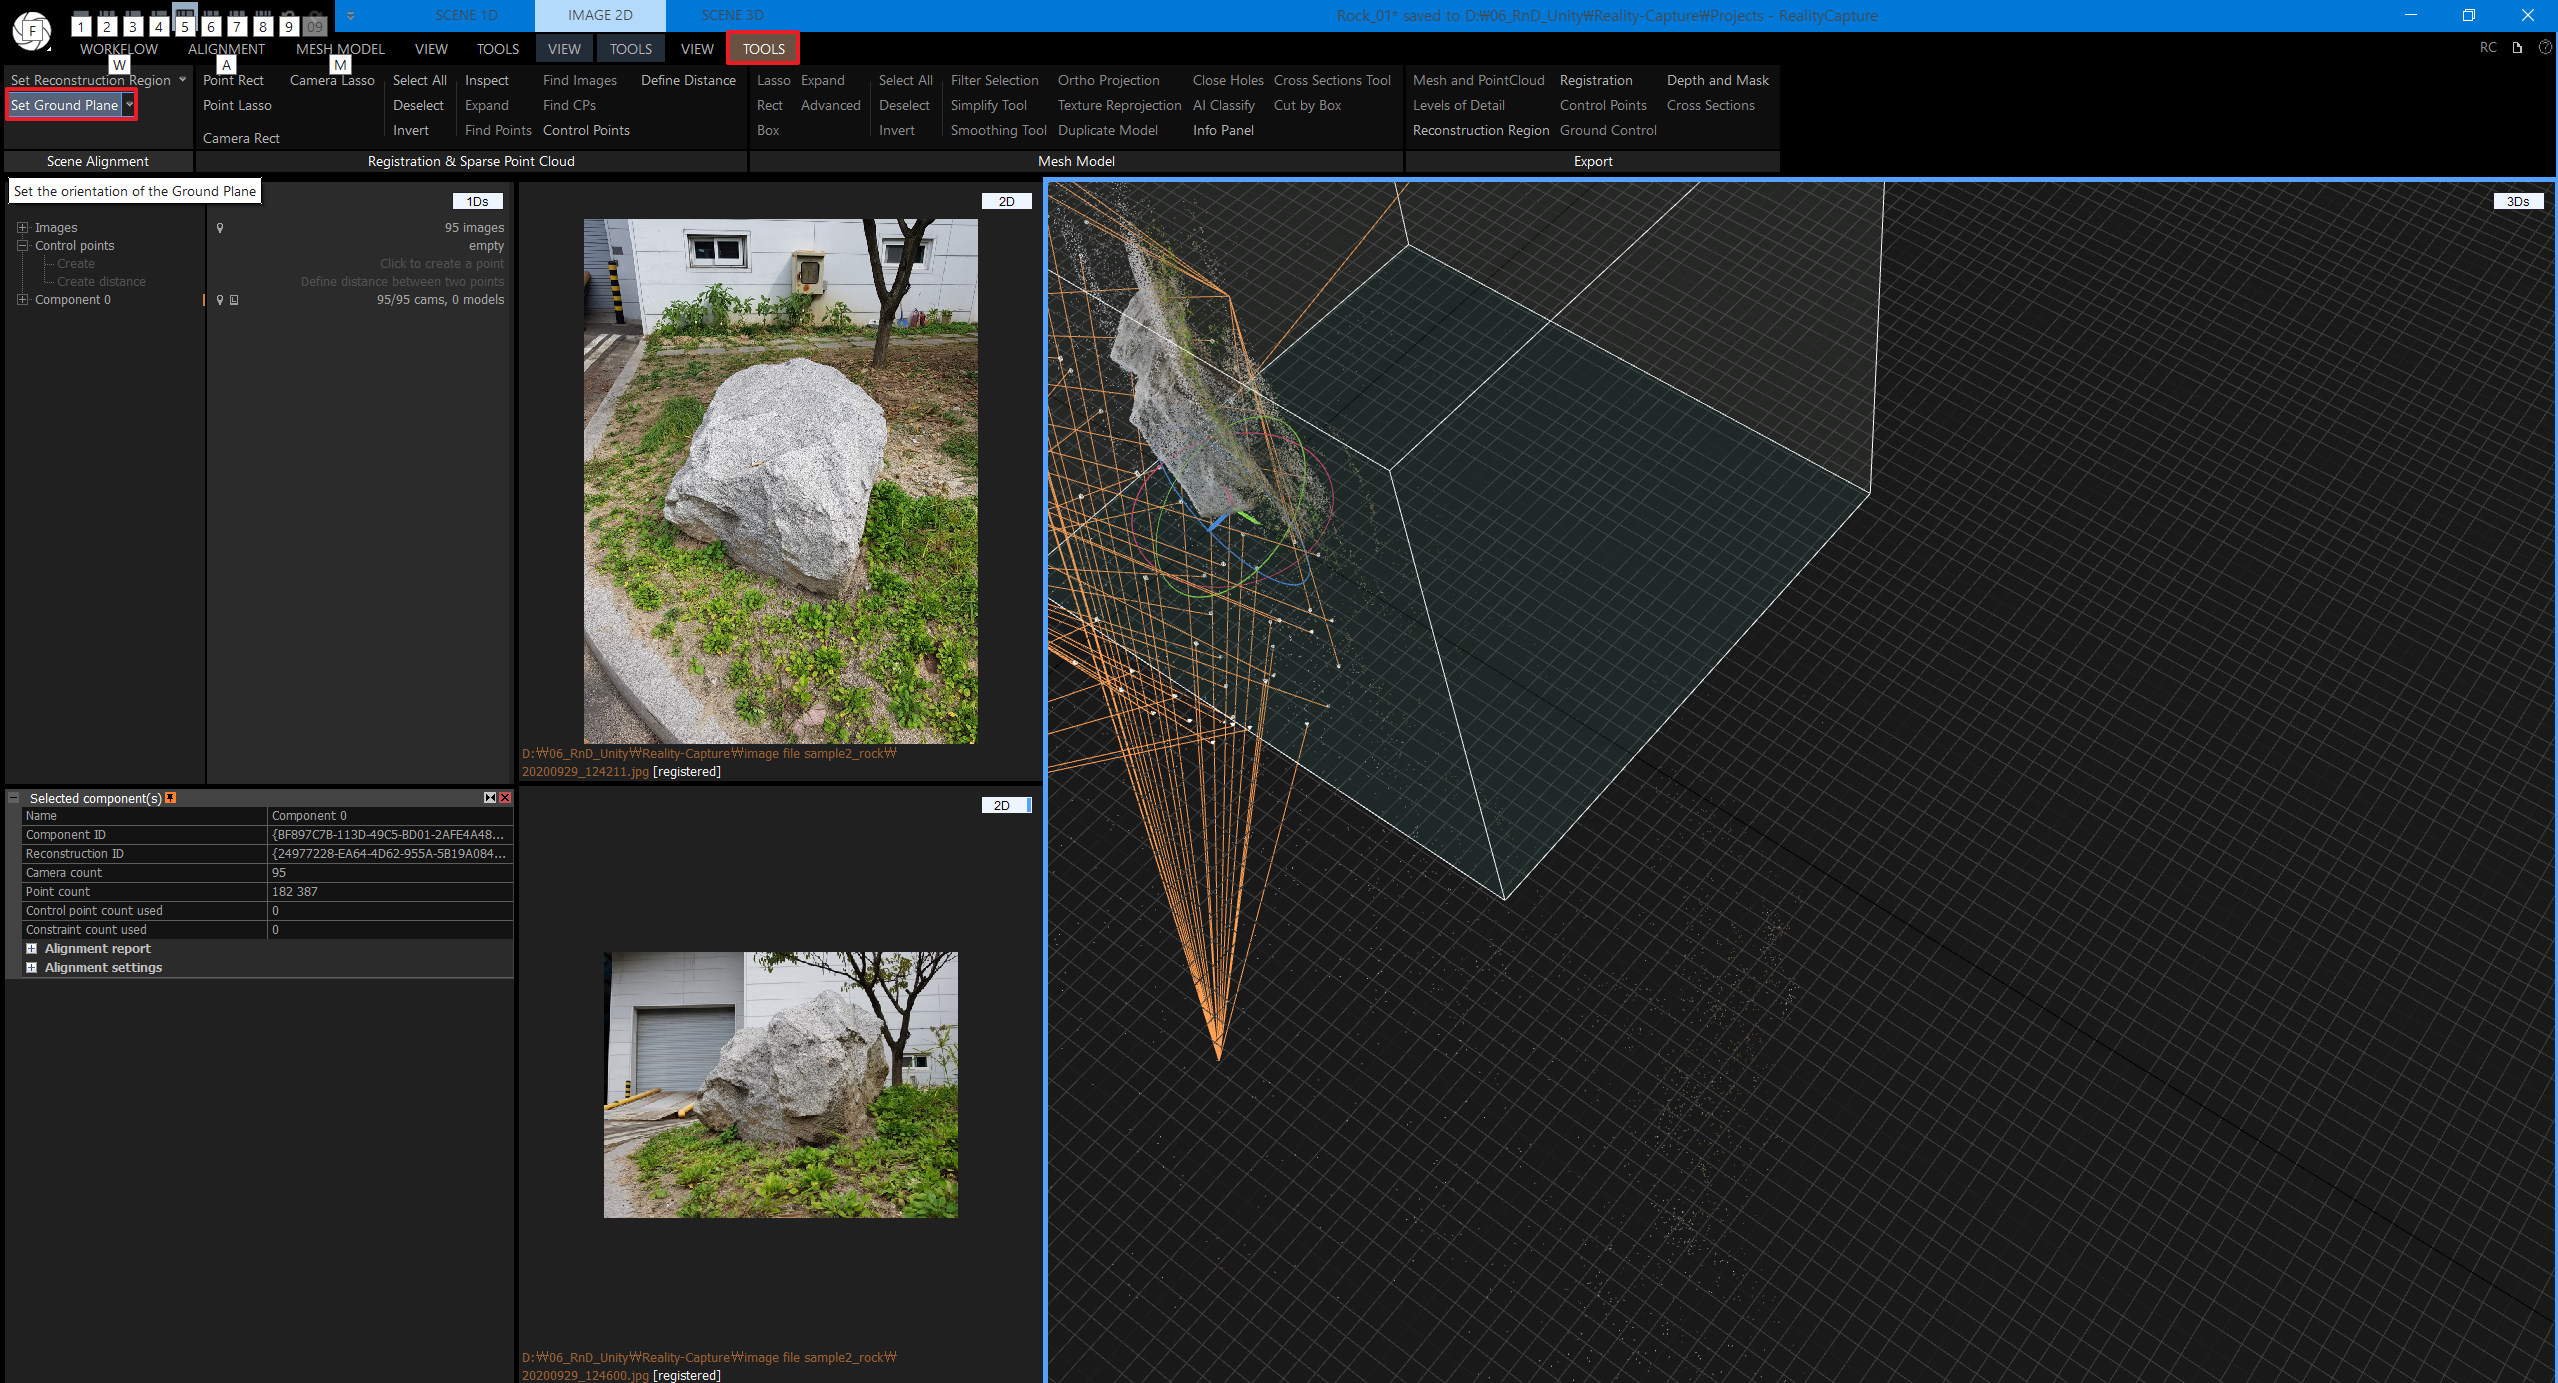 SCENE 1D IMAGE 2D SCENE 3D Rock_01* saved to D:₩06_RnD_Unity₩Reality-Capture₩Projects - RealityCapture
F 1 2 3 4 5 6 7 8 9 09
WORKFLOW ALIGNMENT MESH MODEL VIEW TOOLS VIEW TOOLS VIEW TOOLS RC
W A M
Set Reconstruction Region Point Rect Camera Lasso Select All Inspect Find Images Define Distance Lasso Expand Select All Filter Selection Ortho Projection Close Holes Cross Sections Tool Mesh and PointCloud Registration Depth and Mask
Set Ground Plane Point Lasso Deselect Expand Find CPs Rect Advanced Deselect Simplify Tool Texture Reprojection AI Classify Cut by Box Levels of Detail Control Points Cross Sections
Camera Rect Invert Find Points Control Points Box Invert Smoothing Tool Duplicate Model Info Panel Reconstruction Region Ground Control
Scene Alignment Registration & Sparse Point Cloud Mesh Model Export
Set the orientation of the Ground Plane
1Ds 2D 3Ds
Images 95 images
Control points empty
Create Click to create a point
Create distance Define distance between two points
Component 0 95/95 cams, 0 models
D:₩06_RnD_Unity₩Reality-Capture₩image file sample2_rock₩
20200929_124211.jpg [registered]
Selected component(s)
2D
Name Component 0
Component ID {BF897C7B-113D-49C5-BD01-2AFE4A48...
Reconstruction ID {24977228-EA64-4D62-955A-5B19A084...
Camera count 95
Point count 182 387
Control point count used 0
Constraint count used 0
Alignment report
Alignment settings
D:₩06_RnD_Unity₩Reality-Capture₩image file sample2_rock₩
20200929_124600.jpg [registered]